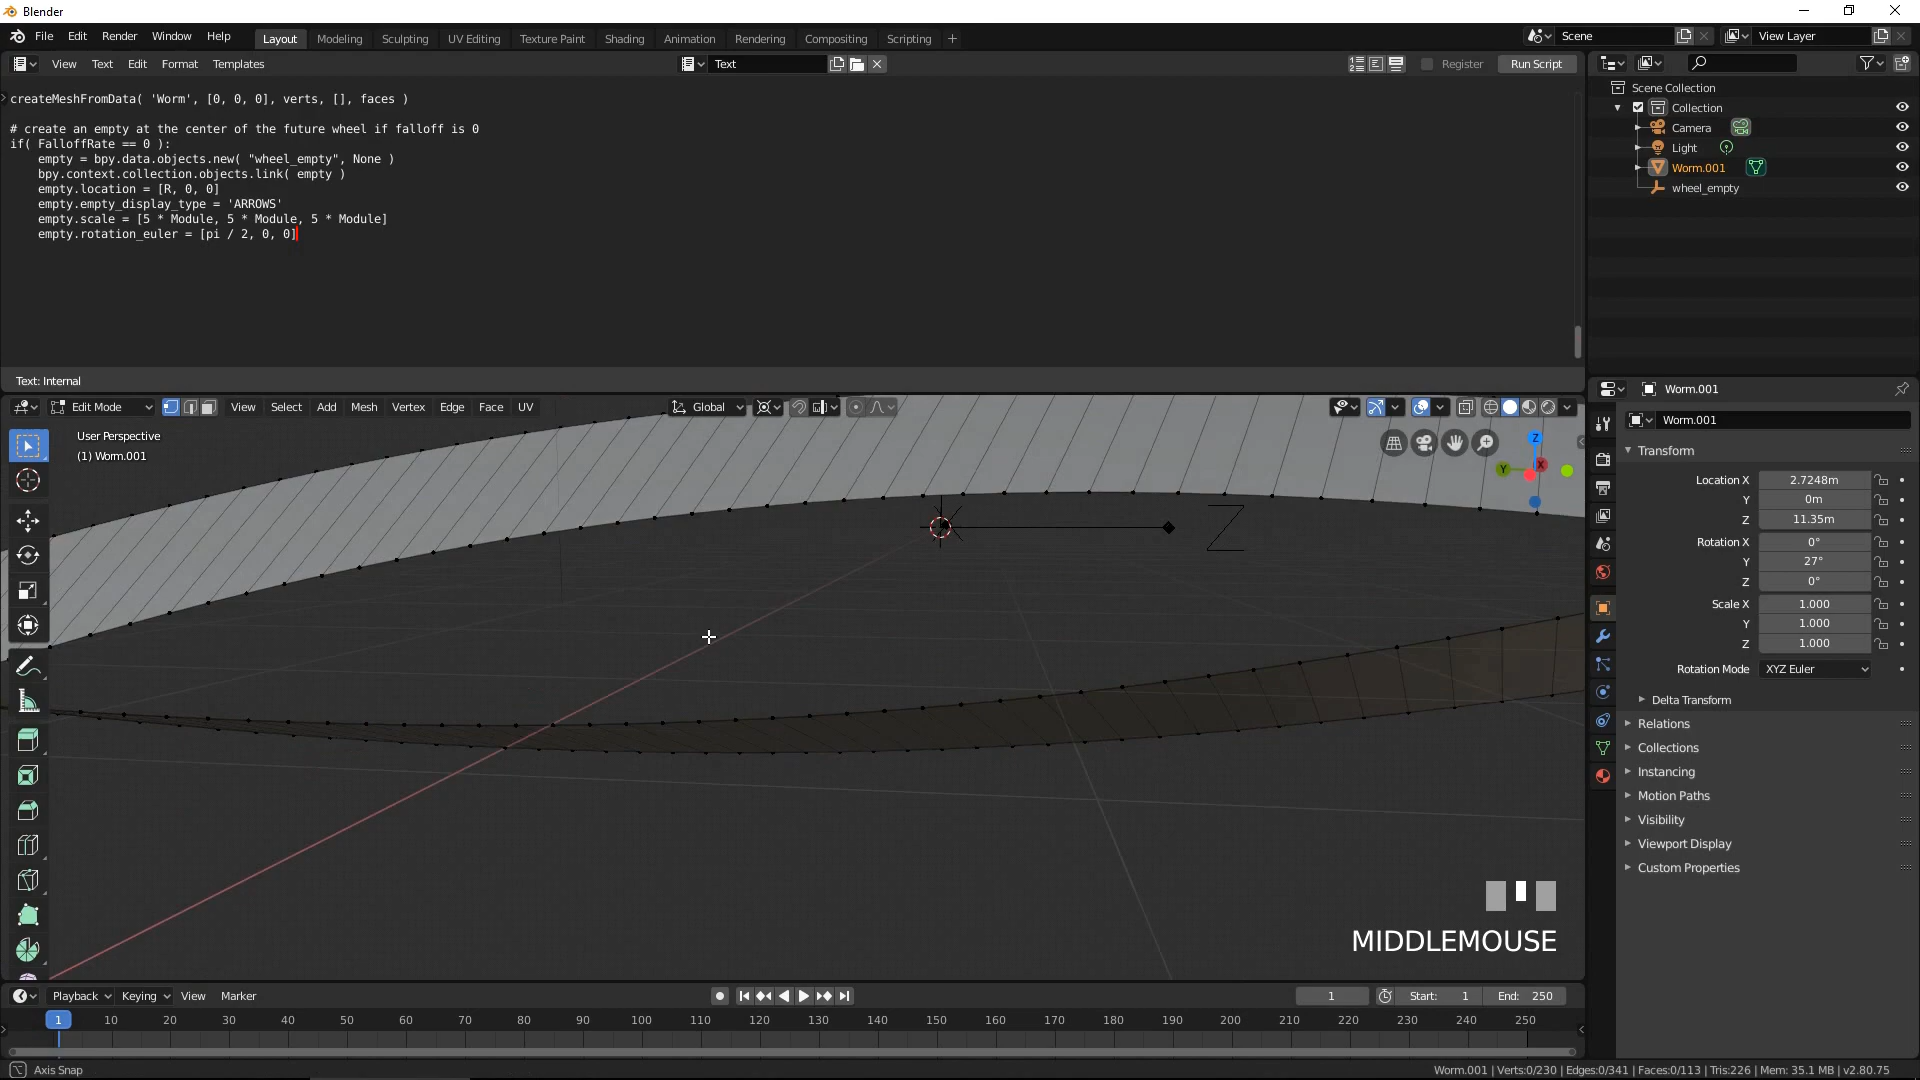 Blender
File Edit Render Window Help
Layout Modeling Sculpting UV Editing Texture Paint Shading Animation Rendering Compositing Scripting +
Scene View Layer
View Text Edit Format Templates
Text
Register Run Script
createMeshFromData( 'Worm', [0, 0, 0], verts, [], faces )
# create an empty at the center of the future wheel if falloff is 0
if( FalloffRate == 0 ):
empty = bpy.data.objects.new( "wheel_empty", None )
bpy.context.collection.objects.link( empty )
empty.location = [R, 0, 0]
empty.empty_display_type = 'ARROWS'
empty.scale = [5 * Module, 5 * Module, 5 * Module]
empty.rotation_euler = [pi / 2, 0, 0]
Text: Internal
Scene Collection
Collection
Camera
Light
Worm.001
wheel_empty
Edit Mode View Select Add Mesh Vertex Edge Face UV Global
User Perspective
(1) Worm.001
Z
Y
X
Z
MIDDLEMOUSE
Worm.001
Worm.001
Transform
Location X 2.7248m
Y 0m
Z 11.35m
Rotation X 0°
Y 27°
Z 0°
Scale X 1.000
Y 1.000
Z 1.000
Rotation Mode XYZ Euler
Delta Transform
Relations
Collections
Instancing
Motion Paths
Visibility
Viewport Display
Custom Properties
Playback Keying View Marker
1 Start: 1 End: 250
1 10 20 30 40 50 60 70 80 90 100 110 120 130 140 150 160 170 180 190 200 210 220 230 240 250
Axis Snap
Worm.001 | Verts:0/230 | Edges:0/341 | Faces:0/113 | Tris:226 | Mem: 35.1 MB | v2.80.75